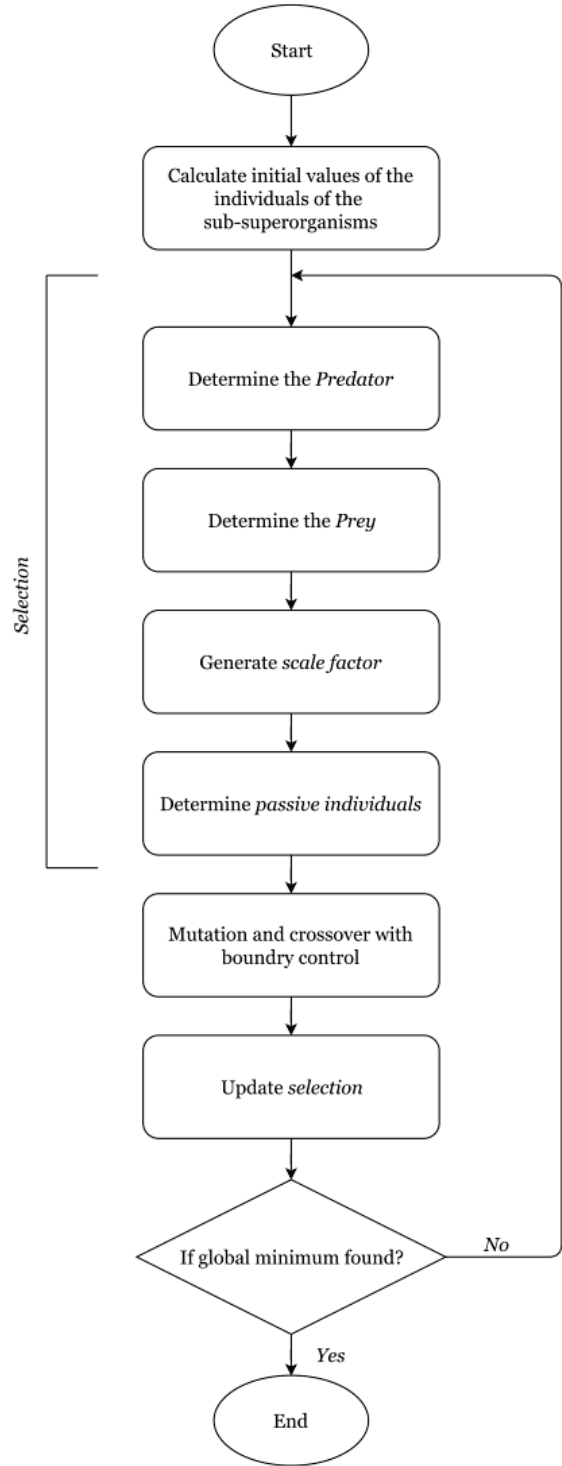 Start
Calculate initial values of the
individuals of the
sub-superorganisms
Determine the Predator
Determine the Prey
Selection
Generate scale factor
Determine passive individuals
Mutation and crossover with
boundry control
Update selection
If global minimum found?
No
Yes
End